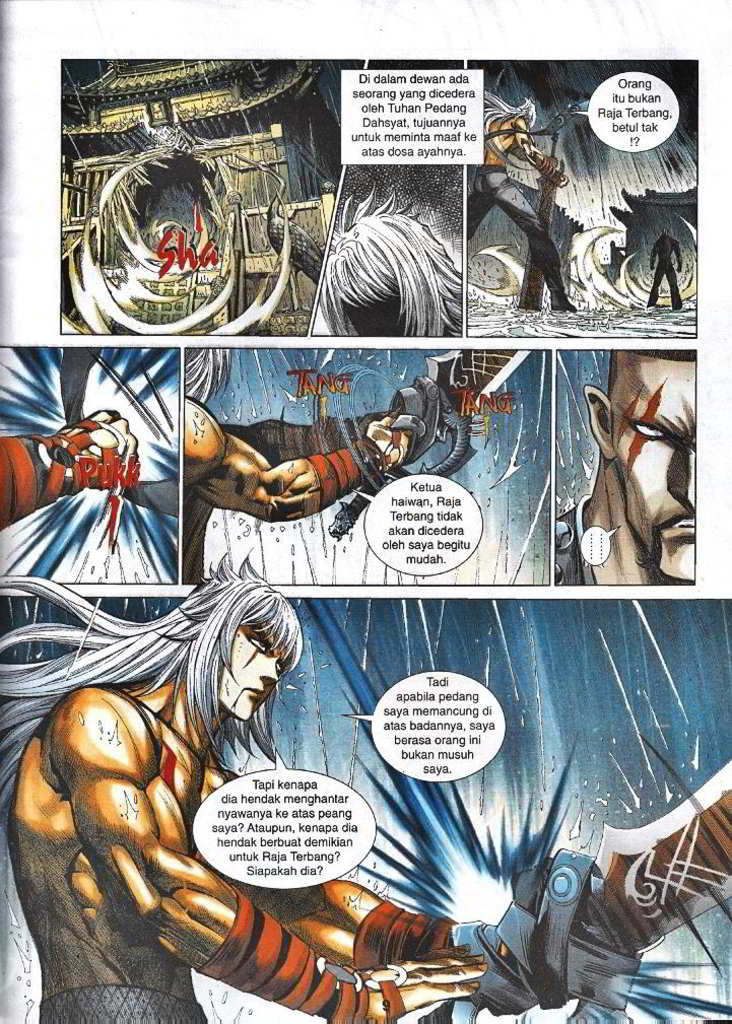 Di dalam dewan ada
seorang yang dicedera
oleh Tuhan Pedang
Dahsyat, tujuannya
untuk meminta maaf ke
atas dosa ayahnya.
Orang
itu bukan
Raja Terbang,
betul tak
!?
Sha
!
Pukk
!
TANG
!
TANG
!
Ketua
haiwan, Raja
Terbang tidak
akan dicedera
oleh saya begitu
mudah.
.......
Tadi
apabila pedang
saya memancung di
atas badannya, saya
berasa orang ini
bukan musuh
saya.
Tapi kenapa
dia hendak menghantar
nyawanya ke atas peang
saya? Ataupun, kenapa dia
hendak berbuat demikian
untuk Raja Terbang?
Siapakah dia?
9